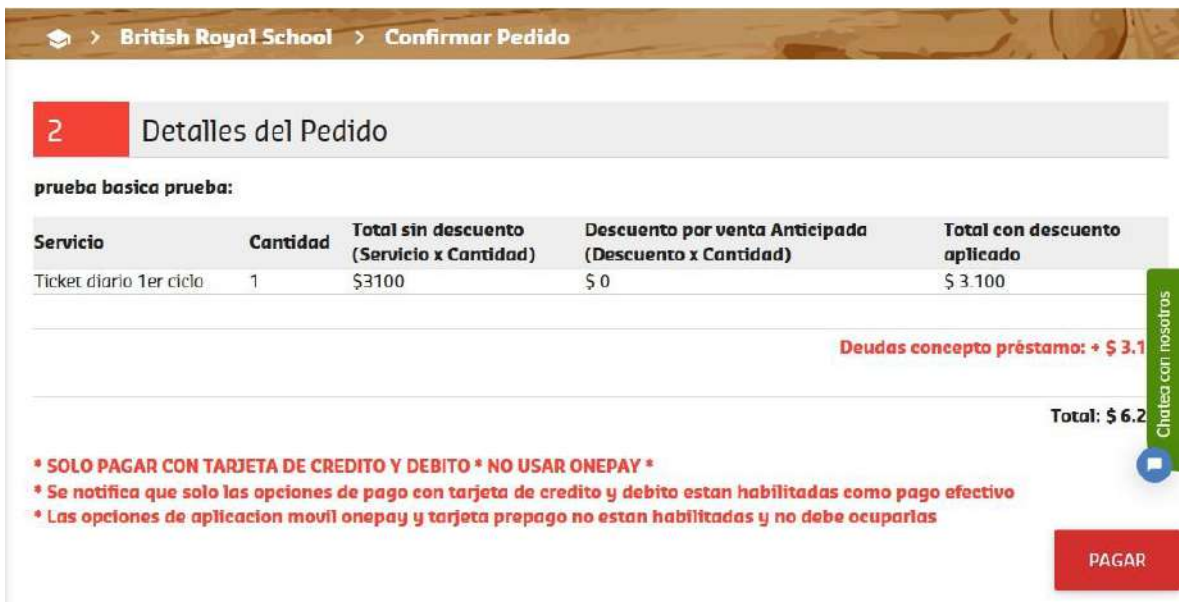 British Royal School > Confirmar Pedido
2 Detalles del Pedido
prueba basica prueba:
Servicio Cantidad Total sin descuento (Servicio x Cantidad) Descuento por venta Anticipada (Descuento x Cantidad) Total con descuento aplicado
Ticket diario 1er ciclo 1 $3100 $ 0 $ 3.100
Deudas concepto préstamo: + $ 3.1
Total: $ 6.2
Chatea con nosotros
* SOLO PAGAR CON TARJETA DE CREDITO Y DEBITO * NO USAR ONEPAY *
* Se notifica que solo las opciones de pago con tarjeta de credito y debito estan habilitadas como pago efectivo
* Las opciones de aplicacion movil onepay y tarjeta prepago no estan habilitadas y no debe ocuparlas
PAGAR